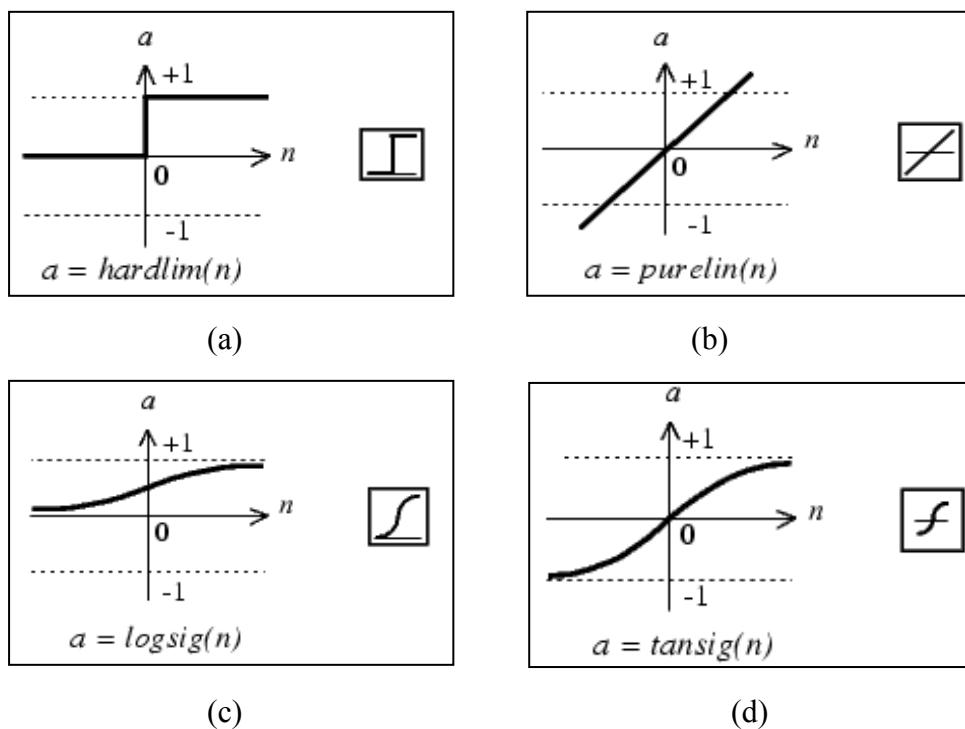 a
+1
n
0
-1
a = hardlim(n)
(a)
a
+1
n
0
-1
a = purelin(n)
(b)
a
+1
n
0
-1
a = logsig(n)
(c)
a
+1
n
0
-1
a = tansig(n)
(d)